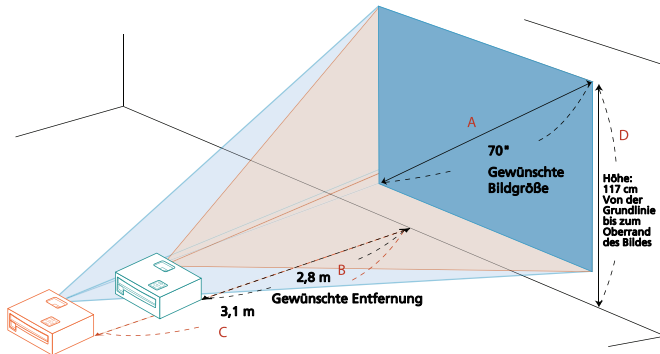 A
D
70"
Gewünschte
Bildgröße
Höhe:
117 cm
Von der
Grundlinie
bis zum
Oberrand
des Bildes
2,8 m
B
Gewünschte Entfernung
3,1 m
C